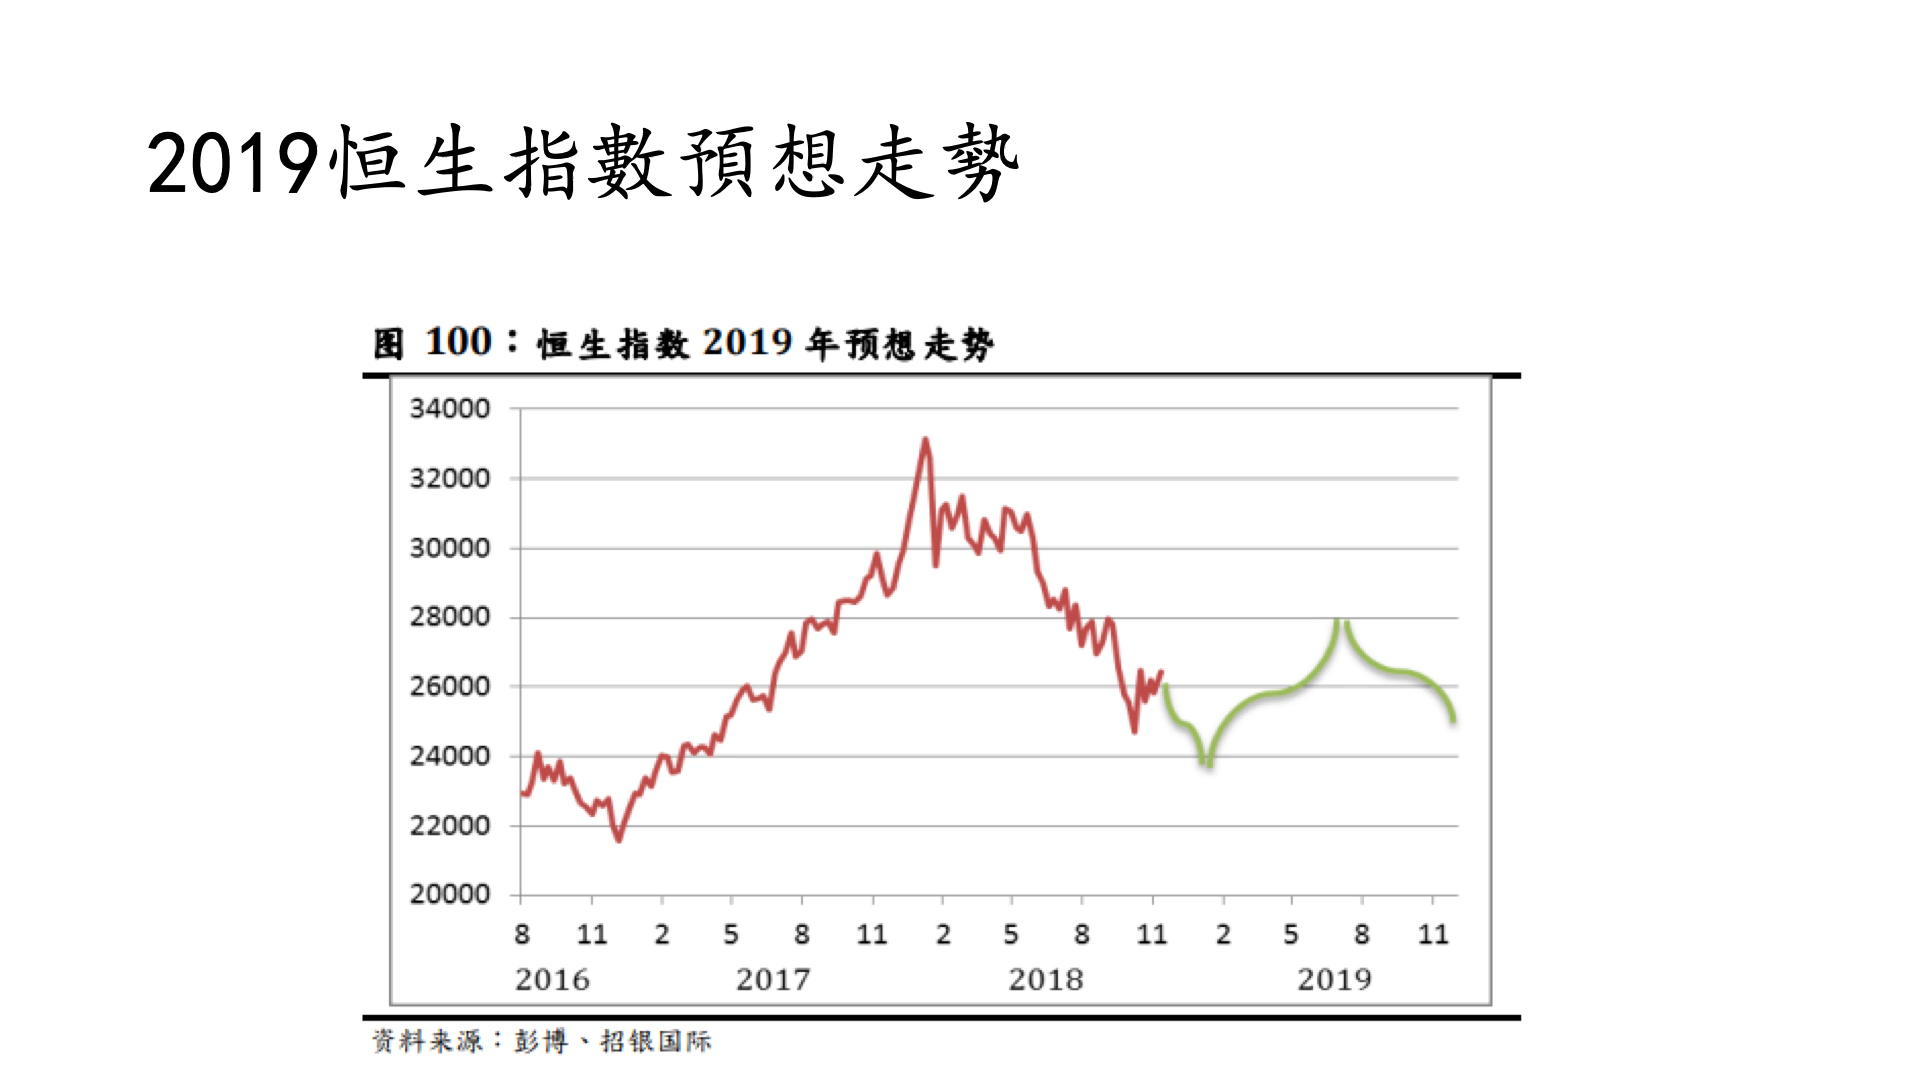 2019恒生指數預想走勢
图 100：恒生指数 2019 年预想走势
34000
32000
30000
28000
26000
24000
22000
20000
8 11 2 5 8 11 2 5 8 11 2 5 8 11
2016 2017 2018 2019
资料来源：彭博、招银国际